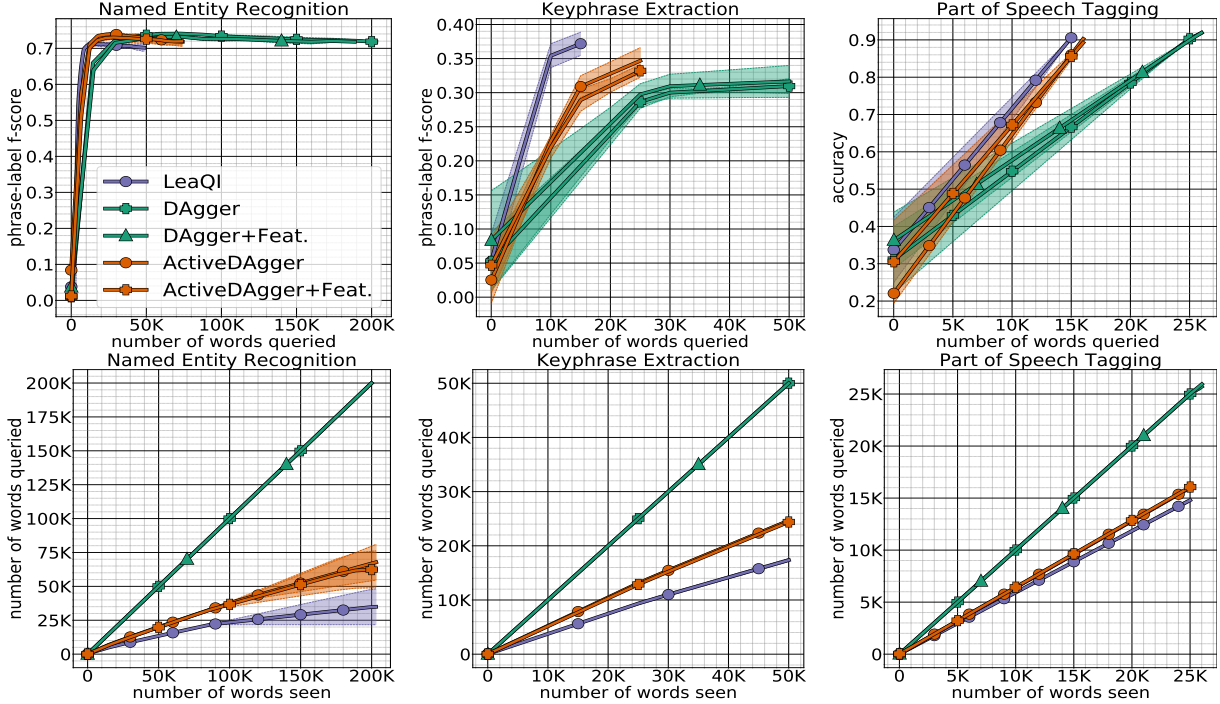 Named Entity Recognition
phrase-label f-score
0.7
0.6
0.5
0.4
0.3
0.2
0.1
0.0
LeaQI
DAgger
DAgger+Feat.
ActiveDAgger
ActiveDAgger+Feat.
0 50K 100K 150K 200K
number of words queried
Keyphrase Extraction
phrase-label f-score
0.40
0.35
0.30
0.25
0.20
0.15
0.10
0.05
0.00
0 10K 20K 30K 40K 50K
number of words queried
Part of Speech Tagging
accuracy
0.9
0.8
0.7
0.6
0.5
0.4
0.3
0.2
0 5K 10K 15K 20K 25K
number of words queried
Named Entity Recognition
number of words queried
200K
175K
150K
125K
100K
75K
50K
25K
0
0 50K 100K 150K 200K
number of words seen
Keyphrase Extraction
number of words queried
50K
40K
30K
20K
10K
0
0 10K 20K 30K 40K 50K
number of words seen
Part of Speech Tagging
number of words queried
25K
20K
15K
10K
5K
0
0 5K 10K 15K 20K 25K
number of words seen